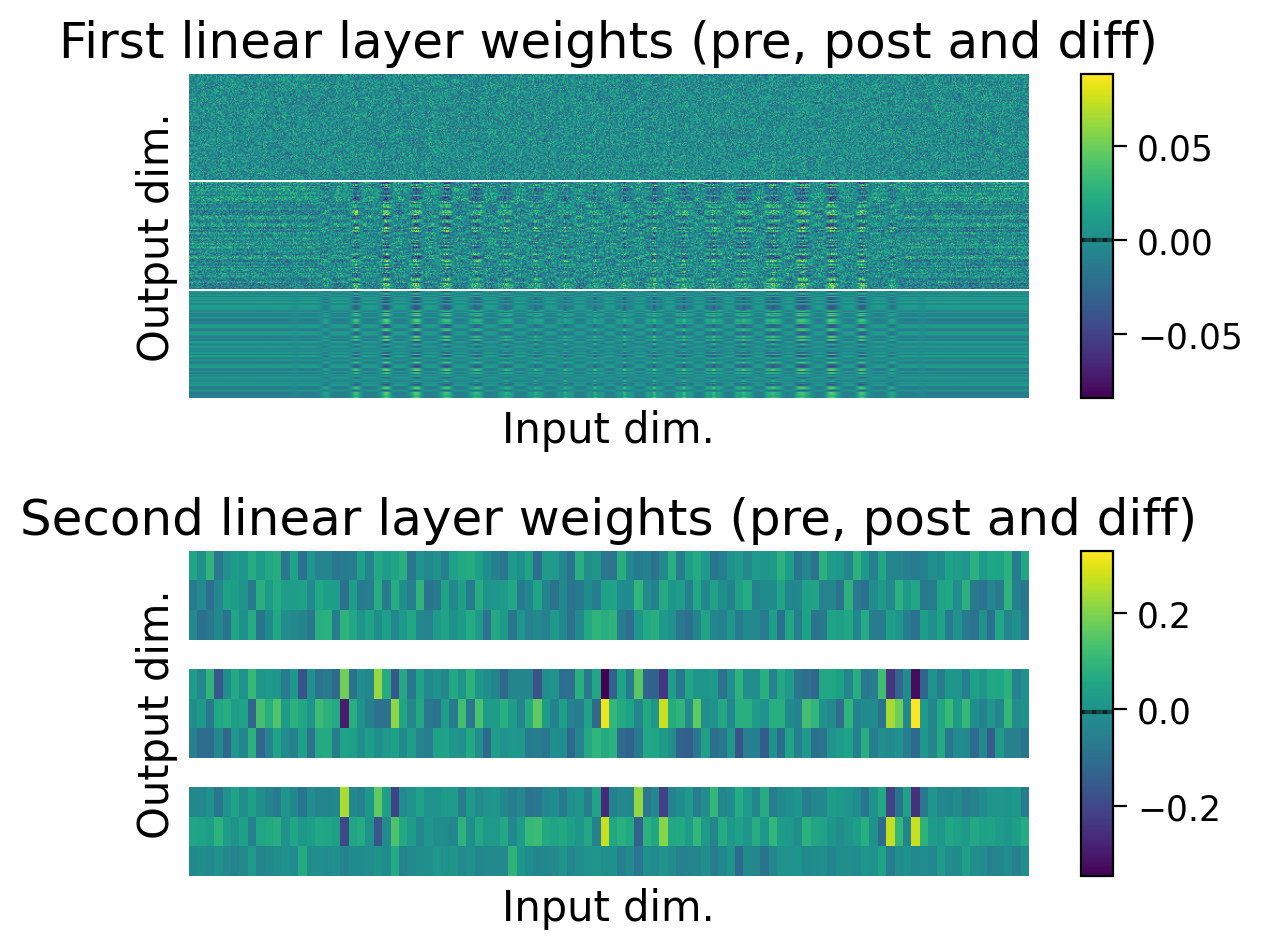 First linear layer weights (pre, post and diff)
Output dim.
0.05
0.00
−0.05
Input dim.
Second linear layer weights (pre, post and diff)
Output dim.
0.2
0.0
−0.2
Input dim.